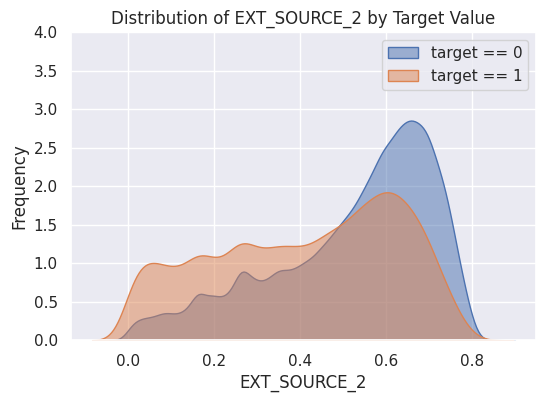 Distribution of EXT_SOURCE_2 by Target Value
target == 0
target == 1
Frequency
4.0
3.5
3.0
2.5
2.0
1.5
1.0
0.5
0.0
0.0 0.2 0.4 0.6 0.8
EXT_SOURCE_2